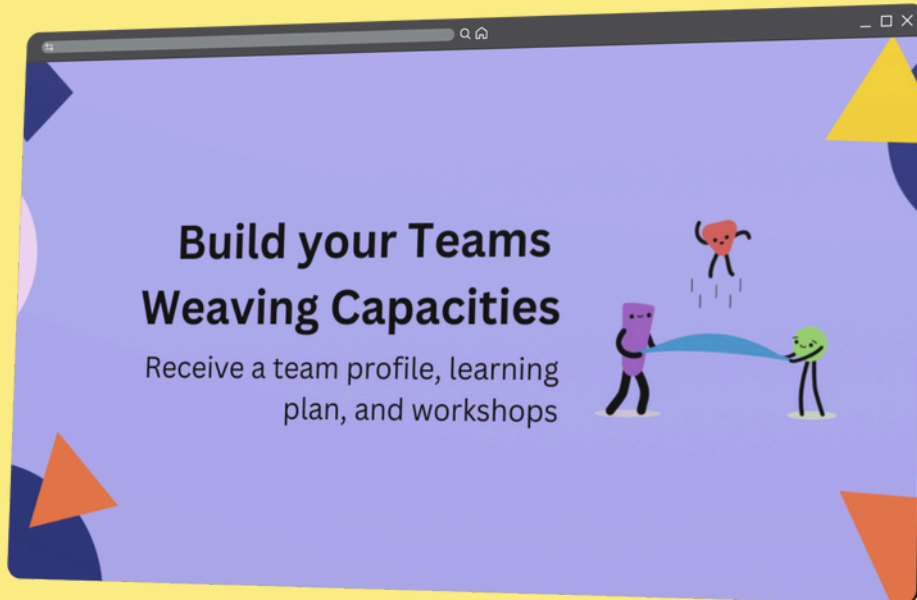 Build your Teams
Weaving Capacities
Receive a team profile, learning
plan, and workshops